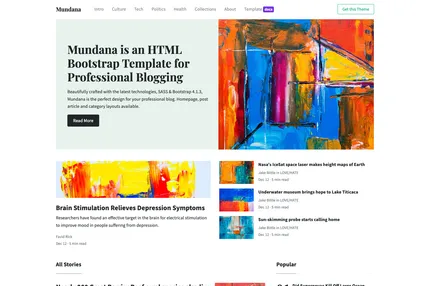 Mundana
Intro Culture Tech Politics Health Collections About Template
Get this Theme
Mundana is an HTML
Bootstrap Template for
Professional Blogging
Beautifully crafted with the latest technologies, SASS & Bootstrap 4.1.3,
Mundana is the perfect design for your professional blog. Homepage, post
article and category layouts available.
Read More
Brain Stimulation Relieves Depression Symptoms
Researchers have found an effective target in the brain for electrical stimulation
to improve mood in people suffering from depression.
Dec 12 · 5 min read
Nasa's IceSat space laser makes height maps of Earth
Jake Bittle in LOVE/HATE
Dec 12 · 5 min read
Underwater museum brings hope to Lake Titicaca
Jake Bittle in LOVE/HATE
Dec 12 · 5 min read
Sun-skimming probe starts calling home
Jake Bittle in LOVE/HATE
Dec 12 · 5 min read
All Stories
Popular